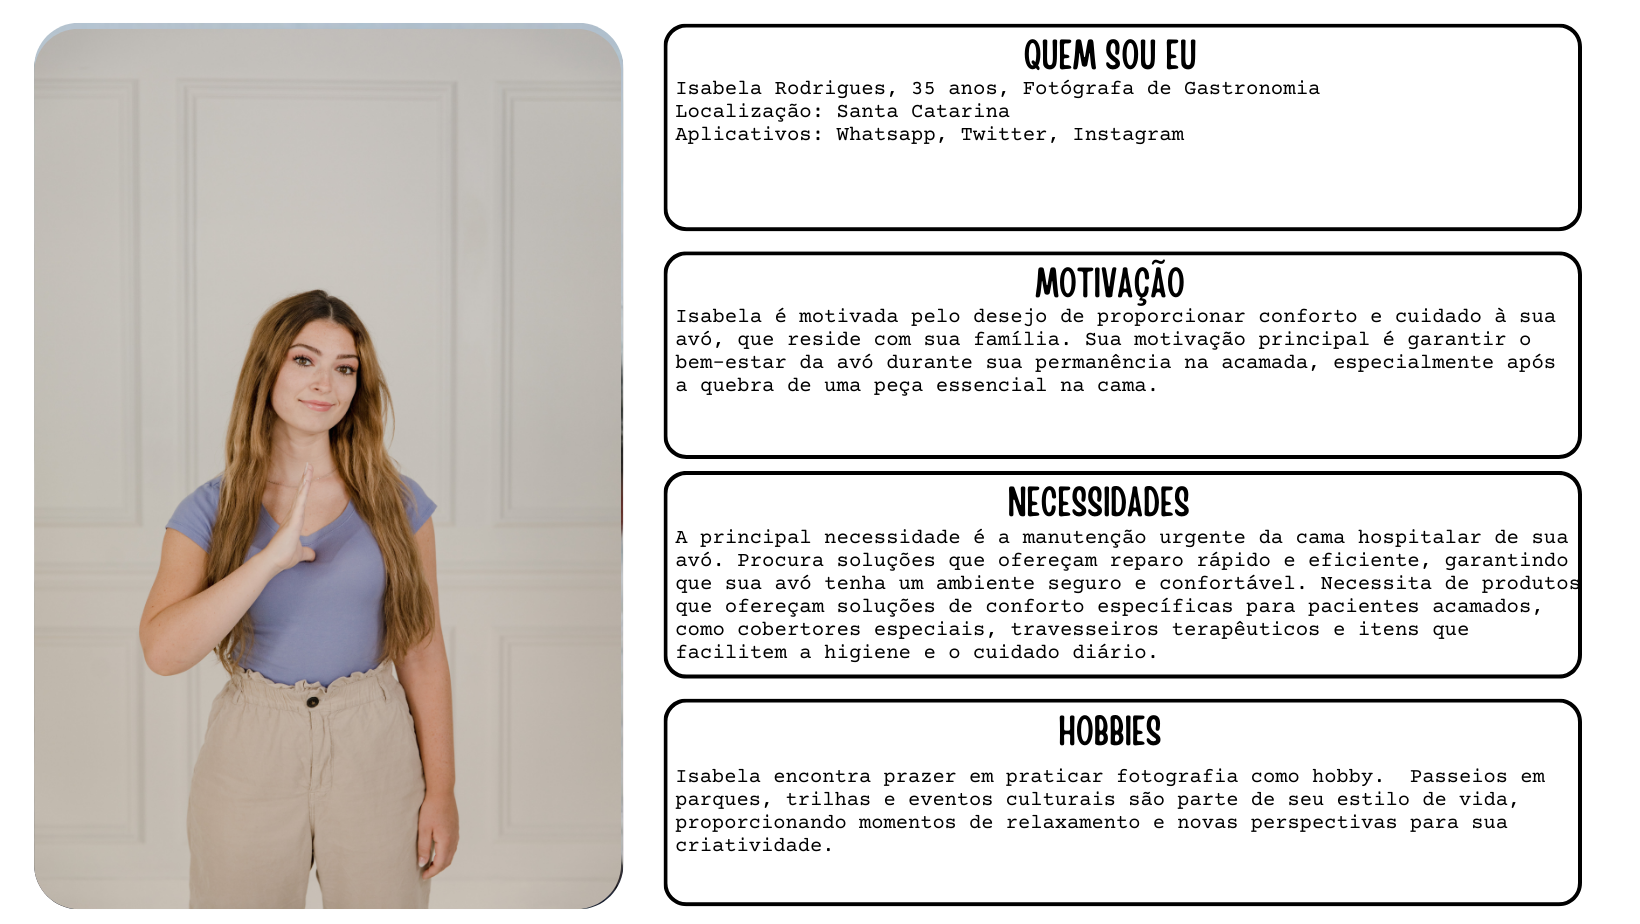 QUEM SOU EU
Isabela Rodrigues, 35 anos, Fotógrafa de Gastronomia
Localização: Santa Catarina
Aplicativos: Whatsapp, Twitter, Instagram
MOTIVAÇÃO
Isabela é motivada pelo desejo de proporcionar conforto e cuidado à sua
avó, que reside com sua família. Sua motivação principal é garantir o
bem-estar da avó durante sua permanência na acamada, especialmente após
a quebra de uma peça essencial na cama.
NECESSIDADES
A principal necessidade é a manutenção urgente da cama hospitalar de sua
avó. Procura soluções que ofereçam reparo rápido e eficiente, garantindo
que sua avó tenha um ambiente seguro e confortável. Necessita de produtos
que ofereçam soluções de conforto específicas para pacientes acamados,
como cobertores especiais, travesseiros terapêuticos e itens que
facilitem a higiene e o cuidado diário.
HOBBIES
Isabela encontra prazer em praticar fotografia como hobby.  Passeios em
parques, trilhas e eventos culturais são parte de seu estilo de vida,
proporcionando momentos de relaxamento e novas perspectivas para sua
criatividade.